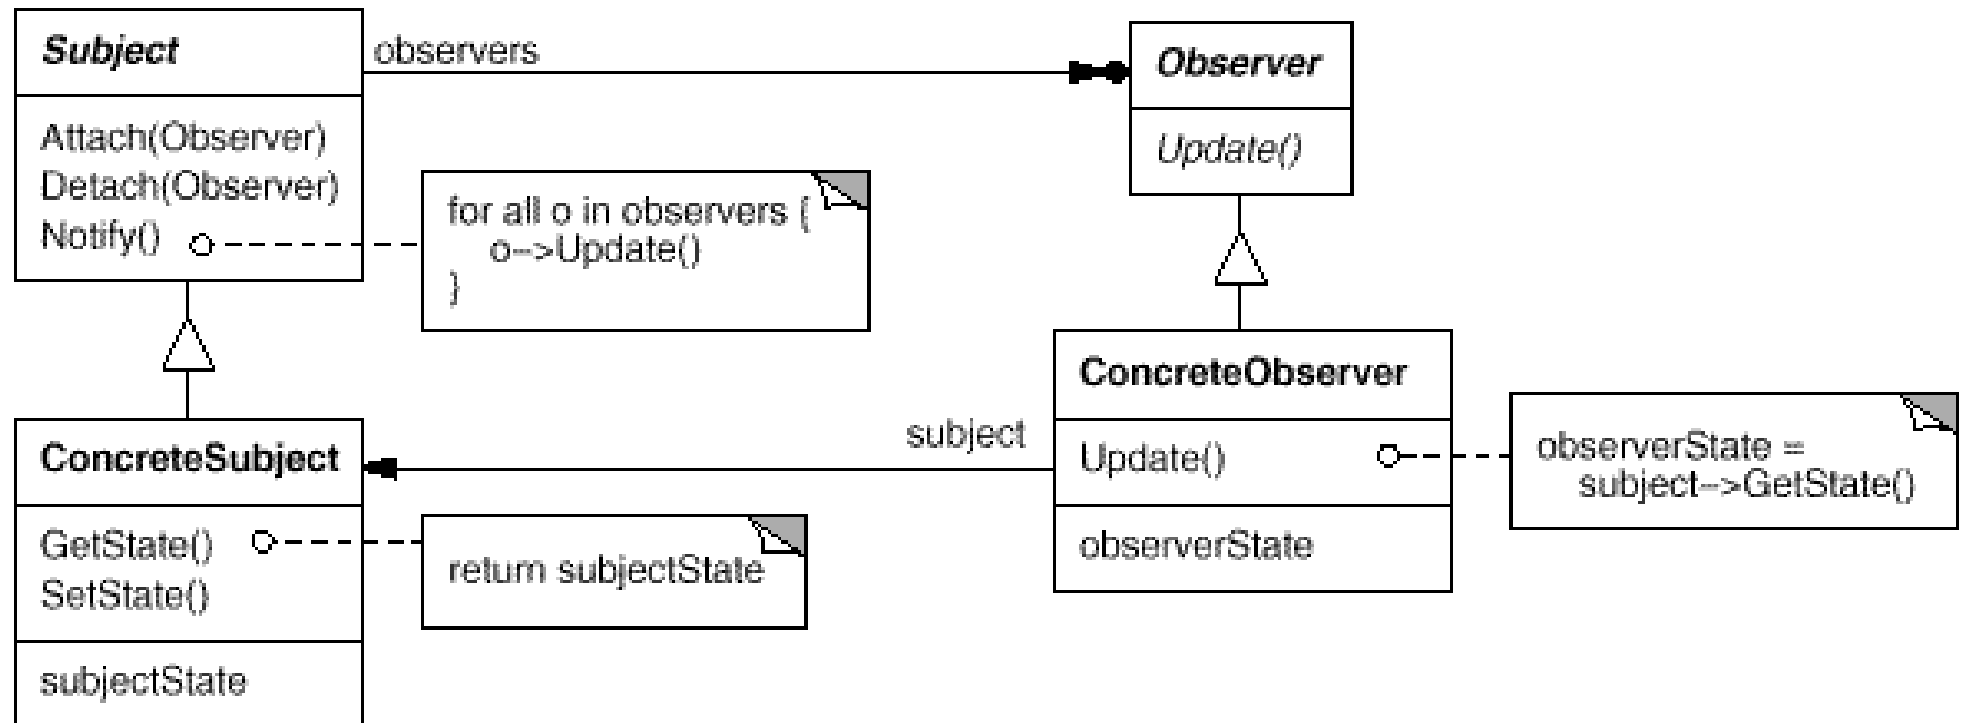 Subject
Attach(Observer)
Detach(Observer)
Notify()
observers
for all o in observers {
o-->Update()
}
Observer
Update()
ConcreteSubject
GetState()
SetState()
subjectState
return subjectState
subject
ConcreteObserver
Update()
observerState
observerState =
subject-->GetState()